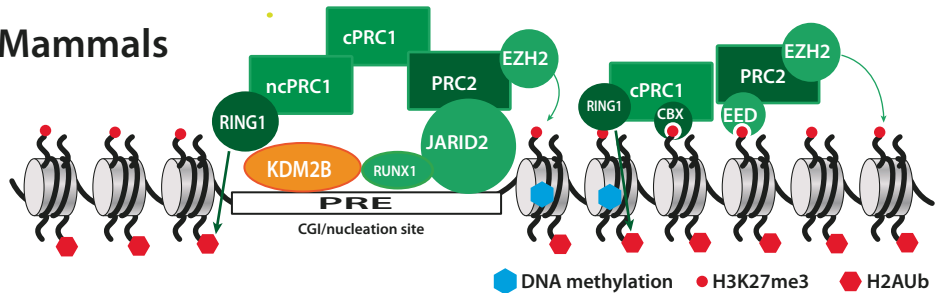 Mammals
cPRC1
ncPRC1
PRC2
EZH2
RING1
JARID2
KDM2B
RUNX1
PRE
CGI/nucleation site
RING1
cPRC1
CBX
PRC2
EED
EZH2
DNA methylation
H3K27me3
H2AUb